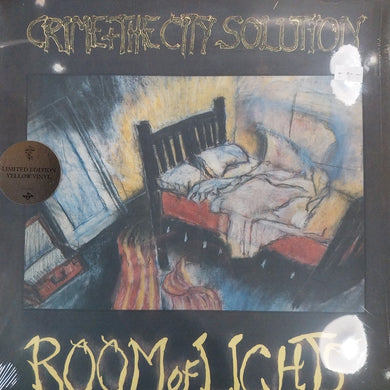 CRIME & THE CITY SOLUTION
LIMITED EDITION
YELLOW VINYL
ROOM of LIGHTS